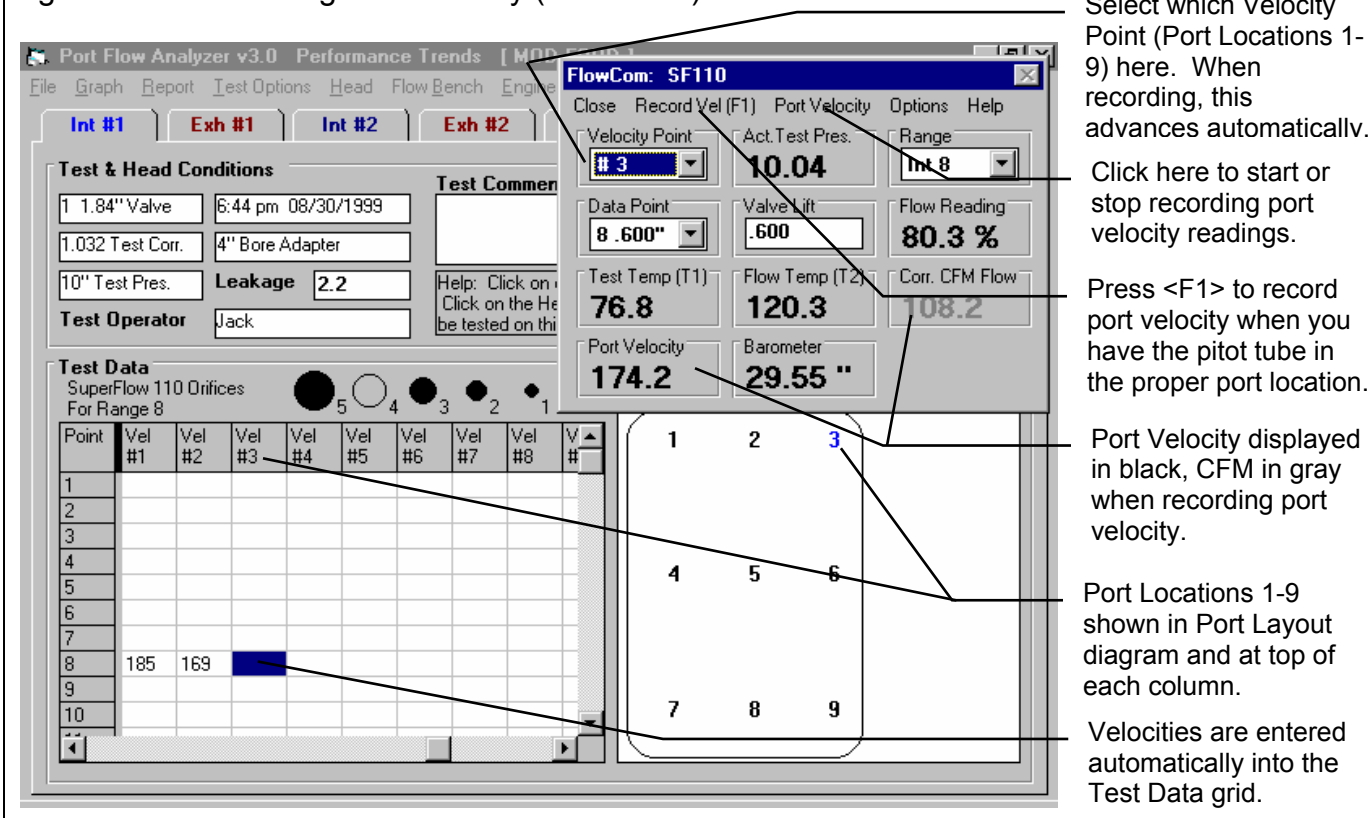 Select which Velocity
Point (Port Locations 1-
9) here. When
recording, this
advances automatically.
Click here to start or
stop recording port
velocity readings.
Press <F1> to record
port velocity when you
have the pitot tube in
the proper port location.
Port Velocity displayed
in black, CFM in gray
when recording port
velocity.
Port Locations 1-9
shown in Port Layout
diagram and at top of
each column.
Velocities are entered
automatically into the
Test Data grid.
Port Flow Analyzer v3.0 Performance Trends [ MOD
File Graph Report Test Options Head Flow Bench Engine
Int #1 Exh #1 Int #2 Exh #2
Test & Head Conditions
1 1.84" Valve 6:44 pm 08/30/1999
1.032 Test Corr. 4" Bore Adapter
10" Test Pres. Leakage 2.2
Test Operator Jack
Test Commen
Help: Click on
Click on the He
be tested on thi
FlowCom: SF110
Close Record Vel (F1) Port Velocity Options Help
Velocity Point Act.Test Pres. Range
# 3 10.04 Int 8
Data Point Valve Lift Flow Reading
8 .600" .600 80.3 %
Test Temp (T1) Flow Temp (T2) Corr. CFM Flow
76.8 120.3 108.2
Port Velocity Barometer
174.2 29.55 "
Test Data
SuperFlow 110 Orifices
For Range 8
5 4 3 2 1
Point Vel #1 Vel #2 Vel #3 Vel #4 Vel #5 Vel #6 Vel #7 Vel #8 V #
1
2
3
4
5
6
7
8 185 169
9
10
1 2 3
4 5 6
7 8 9